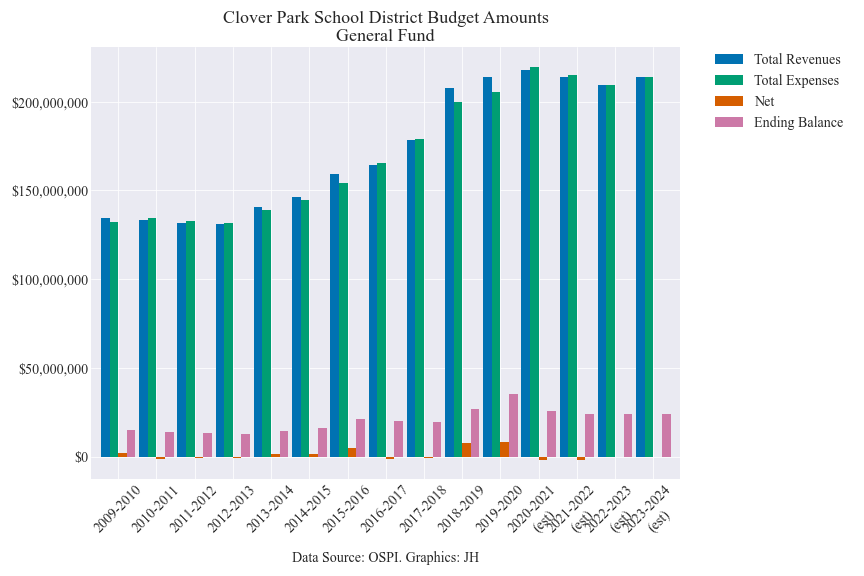 Clover Park School District Budget Amounts
General Fund
Total Revenues
Total Expenses
Net
Ending Balance
$200,000,000
$150,000,000
$100,000,000
$50,000,000
$0
2009-2010
2010-2011
2011-2012
2012-2013
2013-2014
2014-2015
2015-2016
2016-2017
2017-2018
2018-2019
2019-2020
2020-2021
(est)
2021-2022
(est)
2022-2023
(est)
2023-2024
(est)
Data Source: OSPI. Graphics: JH